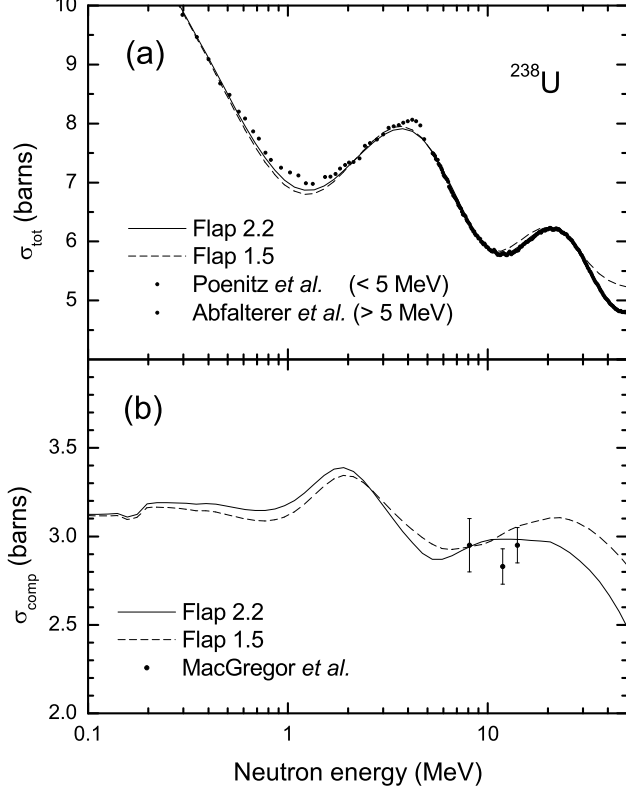 10
(a)
²³⁸U
9
8
7
6
5
σtot (barns)
Flap 2.2
Flap 1.5
Poenitz et al. (< 5 MeV)
Abfalterer et al. (> 5 MeV)
(b)
3.5
3.0
2.5
2.0
σcomp (barns)
Flap 2.2
Flap 1.5
MacGregor et al.
0.1 1 10
Neutron energy (MeV)